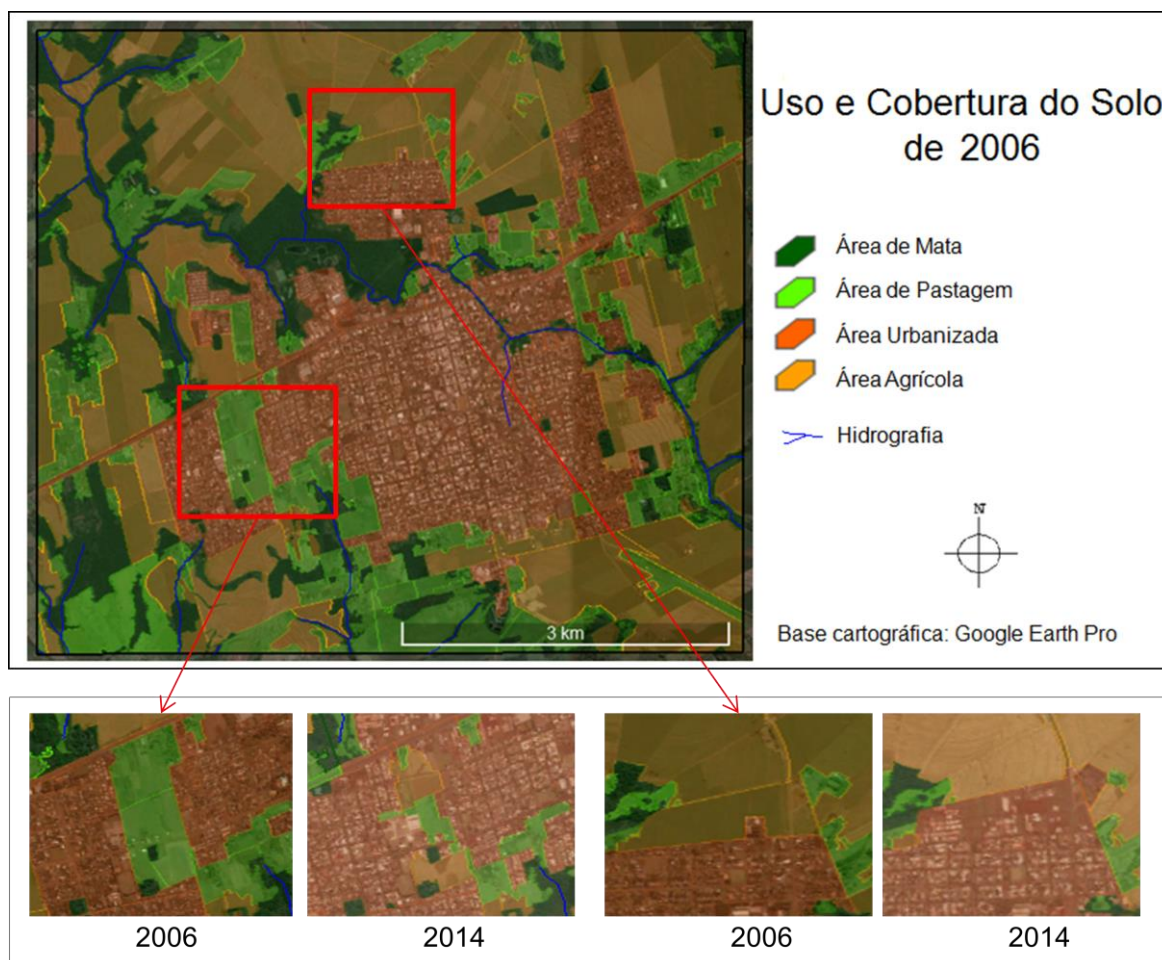 Uso e Cobertura do Solo
de 2006
Área de Mata
Área de Pastagem
Área Urbanizada
Área Agrícola
Hidrografia
N
3 km
Base cartográfica: Google Earth Pro
2006
2014
2006
2014